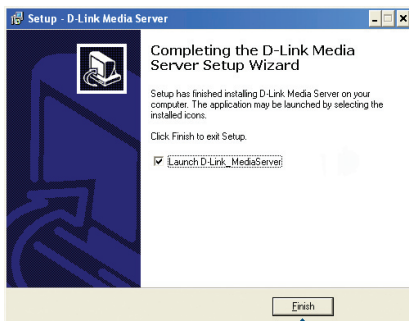 Setup - D-Link Media Server
Completing the D-Link Media
Server Setup Wizard
Setup has finished installing D-Link Media Server on your
computer. The application may be launched by selecting the
installed icons.
Click Finish to exit Setup.
Launch D-Link_MediaServer
Finish